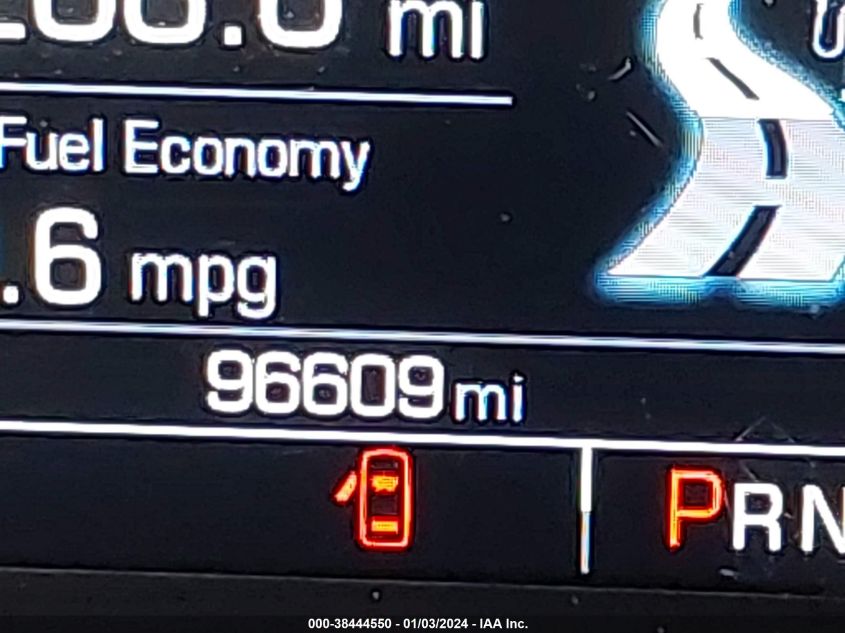 mi
Fuel Economy
.6 mpg
96609 mi
PRN
000-38444550 - 01/03/2024 - IAA Inc.